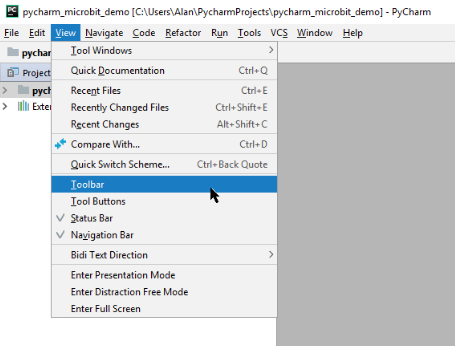 PC pycharm_microbit_demo [C:\Users\Alan\PycharmProjects\pycharm_microbit_demo] - PyCharm
File Edit View Navigate Code Refactor Run Tools VCS Window Help
pycharm
Project
pych
Exter
Tool Windows
Quick Documentation Ctrl+Q
Recent Files Ctrl+E
Recently Changed Files Ctrl+Shift+E
Recent Changes Alt+Shift+C
Compare With... Ctrl+D
Quick Switch Scheme... Ctrl+Back Quote
Toolbar
Tool Buttons
Status Bar
Navigation Bar
Bidi Text Direction
Enter Presentation Mode
Enter Distraction Free Mode
Enter Full Screen